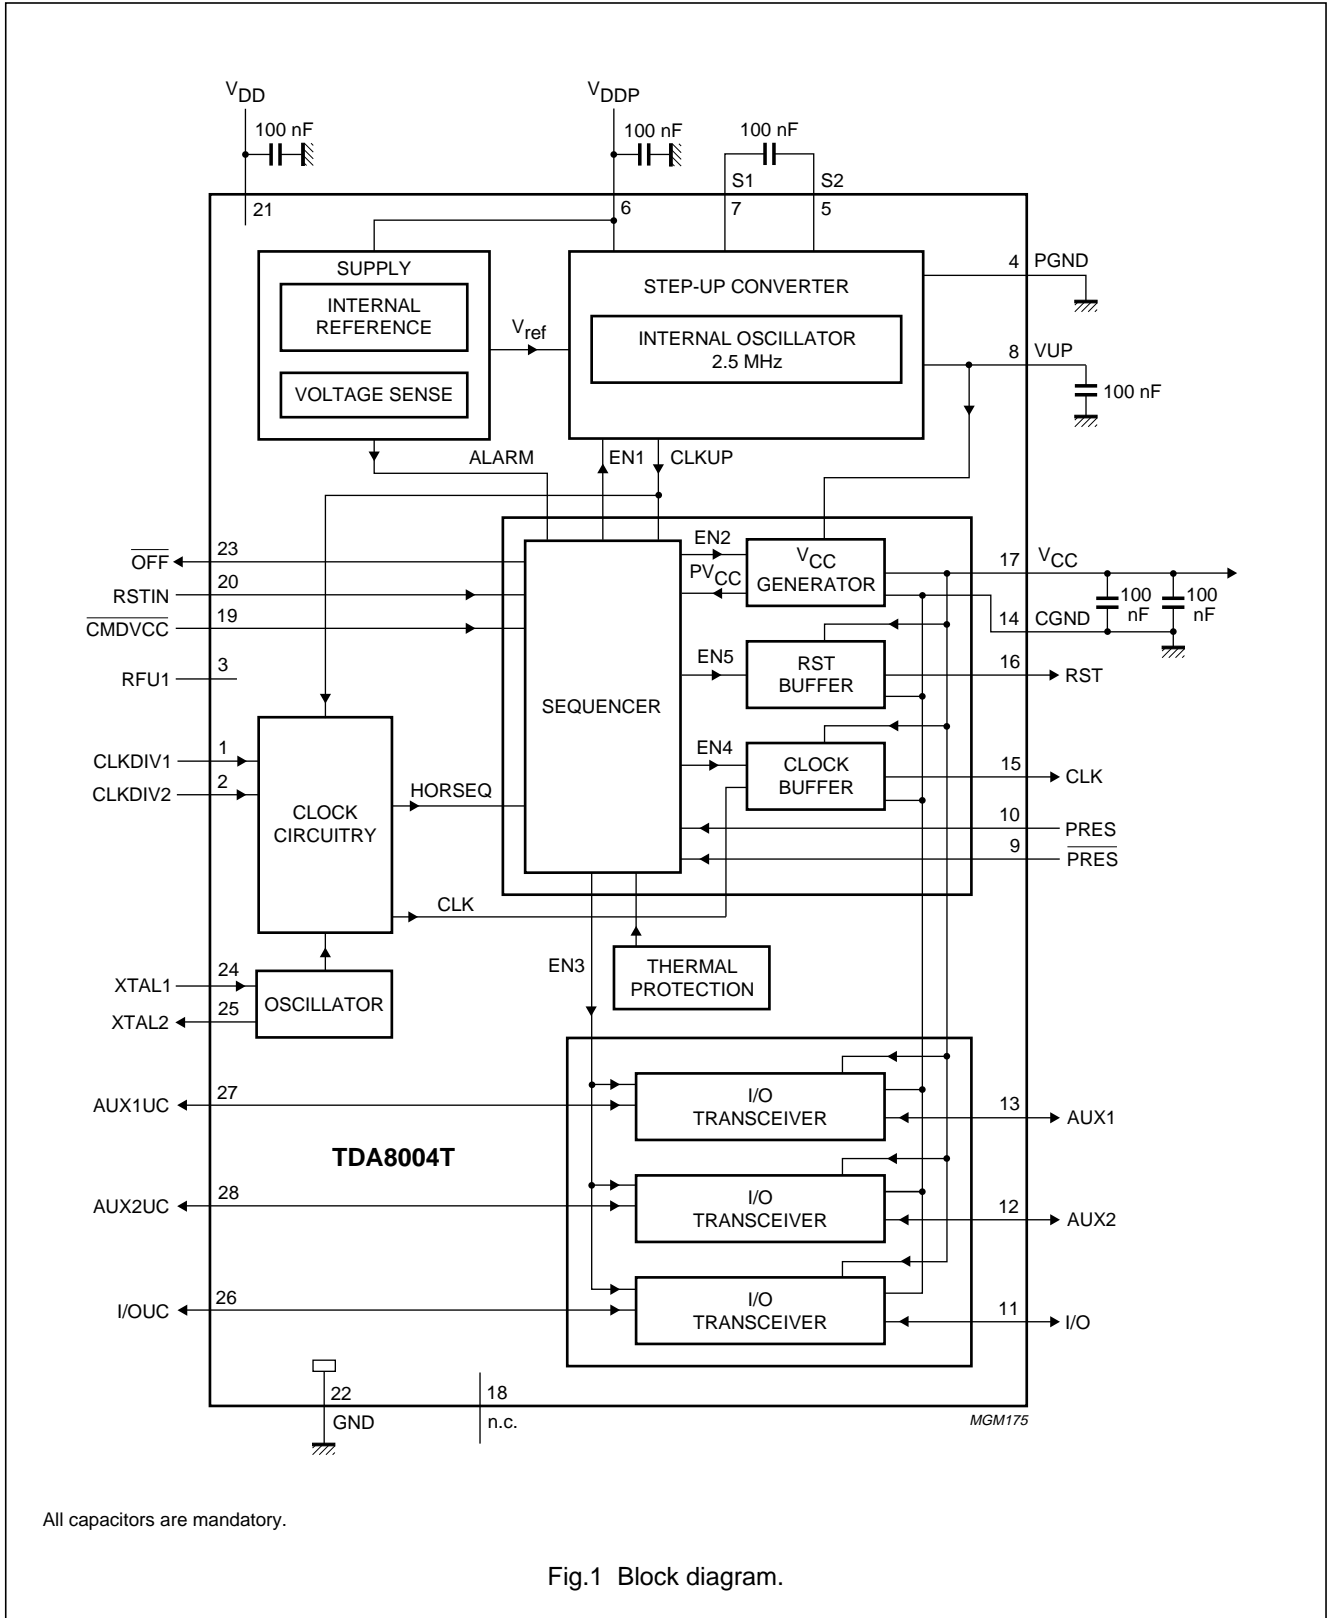 VDD
VDDP
100 nF
100 nF
100 nF
S1
S2
21
6
7
5
SUPPLY
INTERNAL
REFERENCE
VOLTAGE SENSE
Vref
STEP-UP CONVERTER
INTERNAL OSCILLATOR
2.5 MHz
4
PGND
8
VUP
100 nF
ALARM
EN1
CLKUP
OFF
23
RSTIN
20
CMDVCC
19
RFU1
3
SEQUENCER
EN2
PVCC
VCC
GENERATOR
17
VCC
100
nF
100
nF
14
CGND
EN5
RST
BUFFER
16
RST
EN4
CLOCK
BUFFER
15
CLK
10
PRES
9
PRES
CLKDIV1
1
CLKDIV2
2
CLOCK
CIRCUITRY
HORSEQ
CLK
XTAL1
24
XTAL2
25
OSCILLATOR
EN3
THERMAL
PROTECTION
AUX1UC
27
I/O
TRANSCEIVER
13
AUX1
TDA8004T
AUX2UC
28
I/O
TRANSCEIVER
12
AUX2
I/OUC
26
I/O
TRANSCEIVER
11
I/O
22
GND
18
n.c.
MGM175
All capacitors are mandatory.
Fig.1 Block diagram.